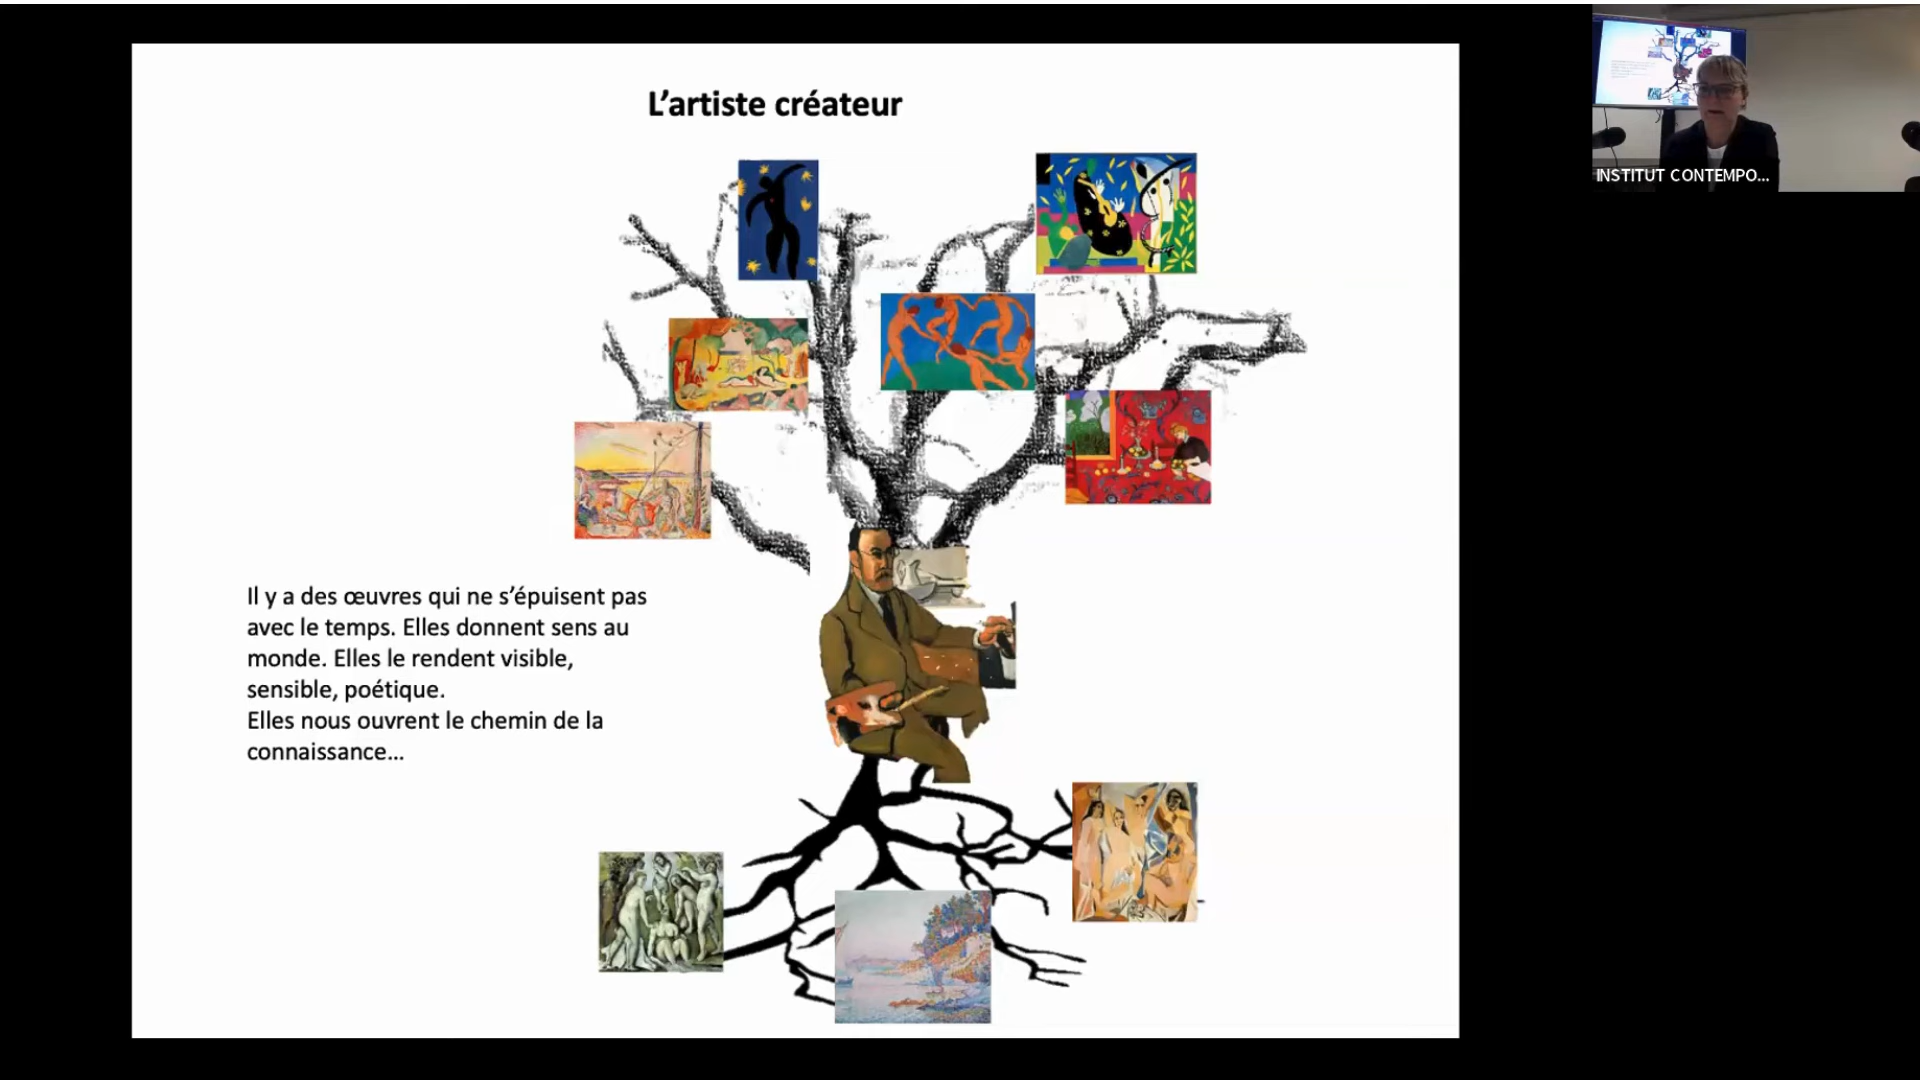 L’artiste créateur
INSTITUT CONTEMPO...
Il y a des œuvres qui ne s’épuisent pas
avec le temps. Elles donnent sens au
monde. Elles le rendent visible,
sensible, poétique.
Elles nous ouvrent le chemin de la
connaissance…